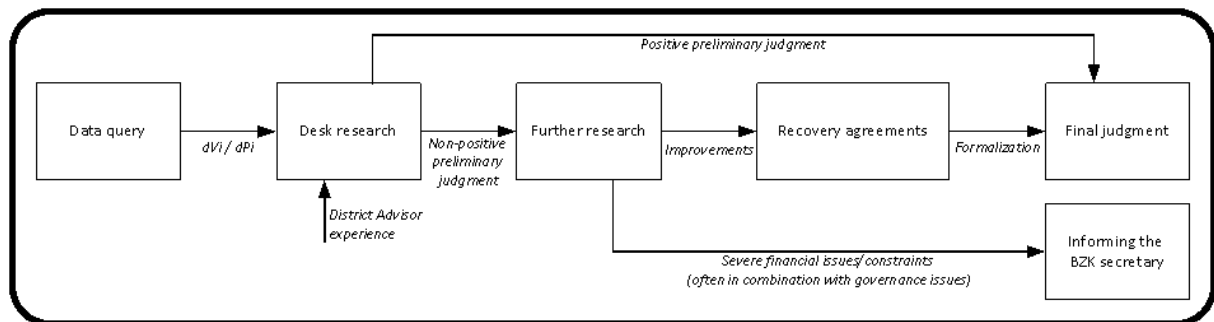 Positive preliminary judgment
Data query
dVi / dPi
Desk research
Non-positive
preliminary
judgment
Further research
Improvements
Recovery agreements
Formalization
Final judgment
District Advisor
experience
Severe financial issues/constraints
(often in combination with governance issues)
Informing the
BZK secretary